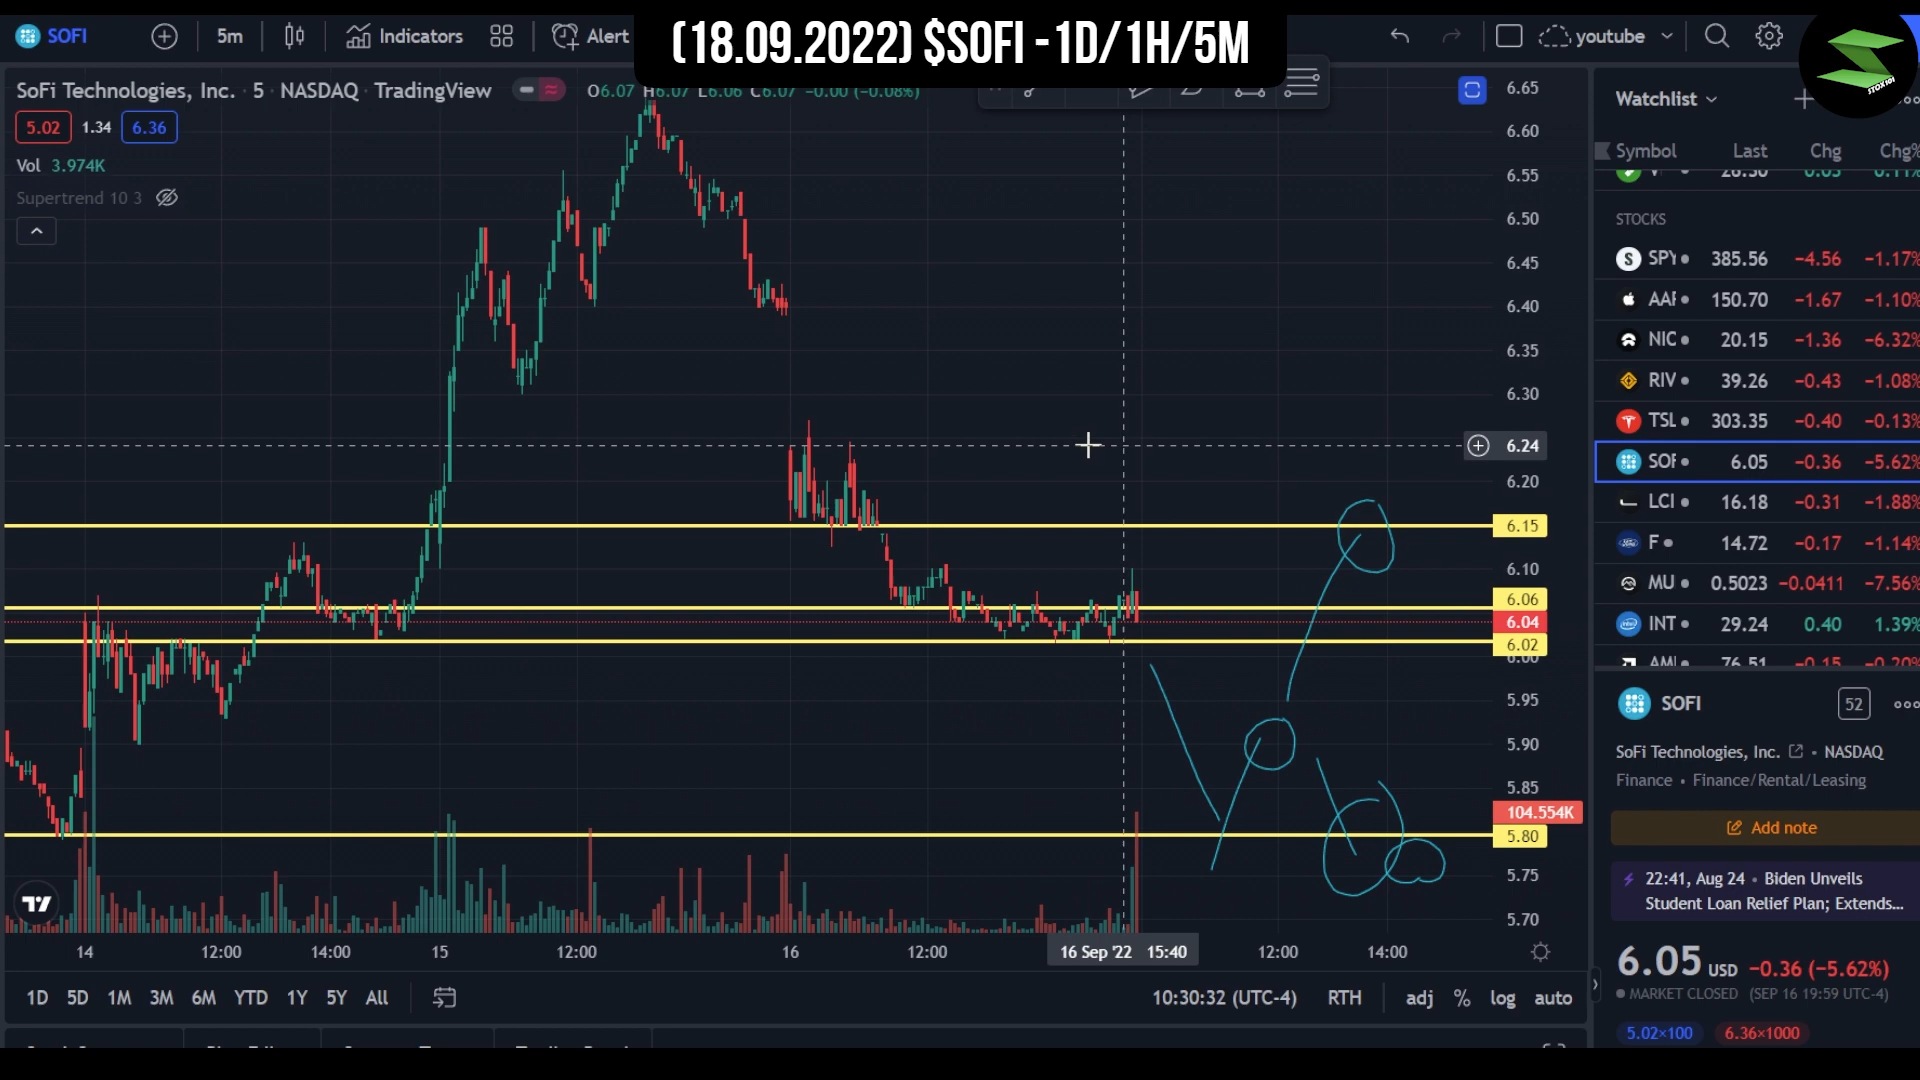 (18.09.2022) $SOFI -1D/1H/5M
SOFI 5m Indicators Alert youtube
STOX101
SoFi Technologies, Inc. · 5 · NASDAQ · TradingView O6.07 H6.07 L6.06 C6.07 −0.00 (−0.08%)
5.02 1.34 6.36
Vol 3.974K
Supertrend 10 3
6.65
6.60
6.55
6.50
6.45
6.40
6.35
6.30
6.24
6.20
6.15
6.10
6.06
6.04
6.02
6.00
5.95
5.90
5.85
104.554K
5.80
5.75
5.70
14 12:00 14:00 15 12:00 16 12:00 16 Sep '22 15:40 12:00 14:00
1D 5D 1M 3M 6M YTD 1Y 5Y All 10:30:32 (UTC-4) RTH adj % log auto
Watchlist
Symbol Last Chg Chg%
STOCKS
SPY 385.56 −4.56 −1.17%
AAP 150.70 −1.67 −1.10%
NIO 20.15 −1.36 −6.32%
RIV 39.26 −0.43 −1.08%
TSL 303.35 −0.40 −0.13%
SOF 6.05 −0.36 −5.62%
LCI 16.18 −0.31 −1.88%
F 14.72 −0.17 −1.14%
MU 0.5023 −0.0411 −7.56%
INT 29.24 0.40 1.39%
76.51 −0.15 −0.20%
SOFI 52
SoFi Technologies, Inc. · NASDAQ
Finance · Finance/Rental/Leasing
Add note
22:41, Aug 24 · Biden Unveils
Student Loan Relief Plan; Extends...
6.05 USD −0.36 (−5.62%)
MARKET CLOSED (SEP 16 19:59 UTC-4)
5.02×100 6.36×1000